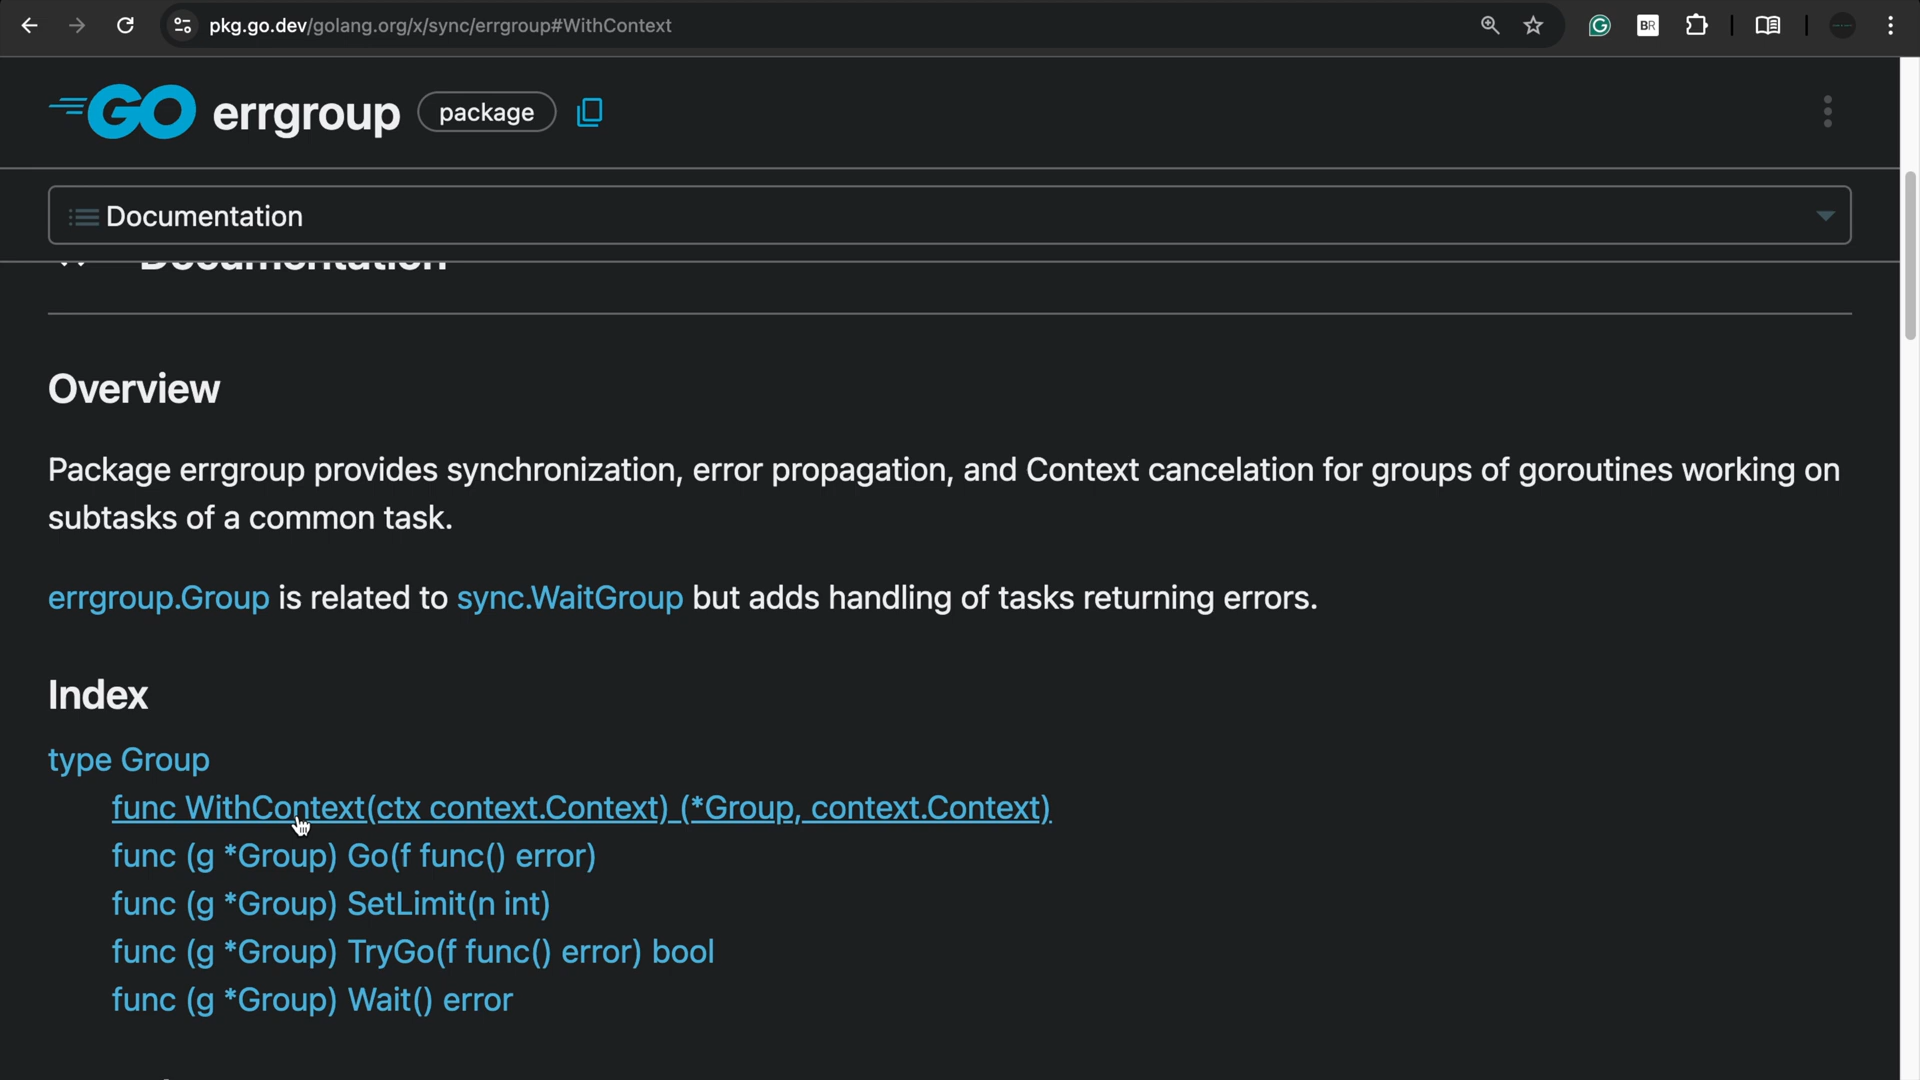 pkg.go.dev/golang.org/x/sync/errgroup#WithContext
BR
GO errgroup package
Documentation
Documentation
Overview
Package errgroup provides synchronization, error propagation, and Context cancelation for groups of goroutines working on
subtasks of a common task.
errgroup.Group is related to sync.WaitGroup but adds handling of tasks returning errors.
Index
type Group
func WithContext(ctx context.Context) (*Group, context.Context)
func (g *Group) Go(f func() error)
func (g *Group) SetLimit(n int)
func (g *Group) TryGo(f func() error) bool
func (g *Group) Wait() error